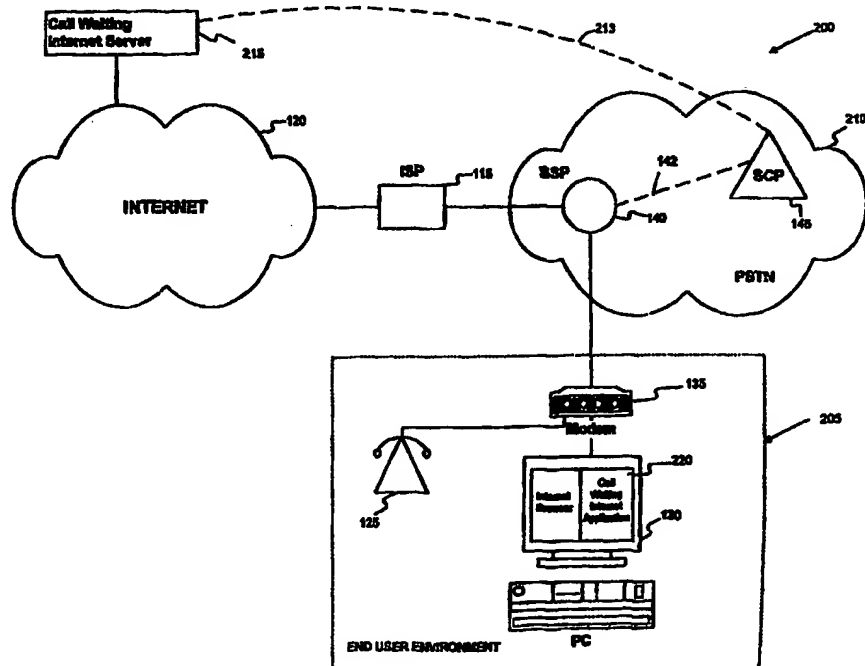 Call Waiting
Internet Server
215
213
200
120
INTERNET
ISP
115
SSP
142
210
SCP
140
145
PSTN
135
Modem
205
125
220
Internet
Browser
Call
Waiting
Internet
Application
130
PC
END USER ENVIRONMENT